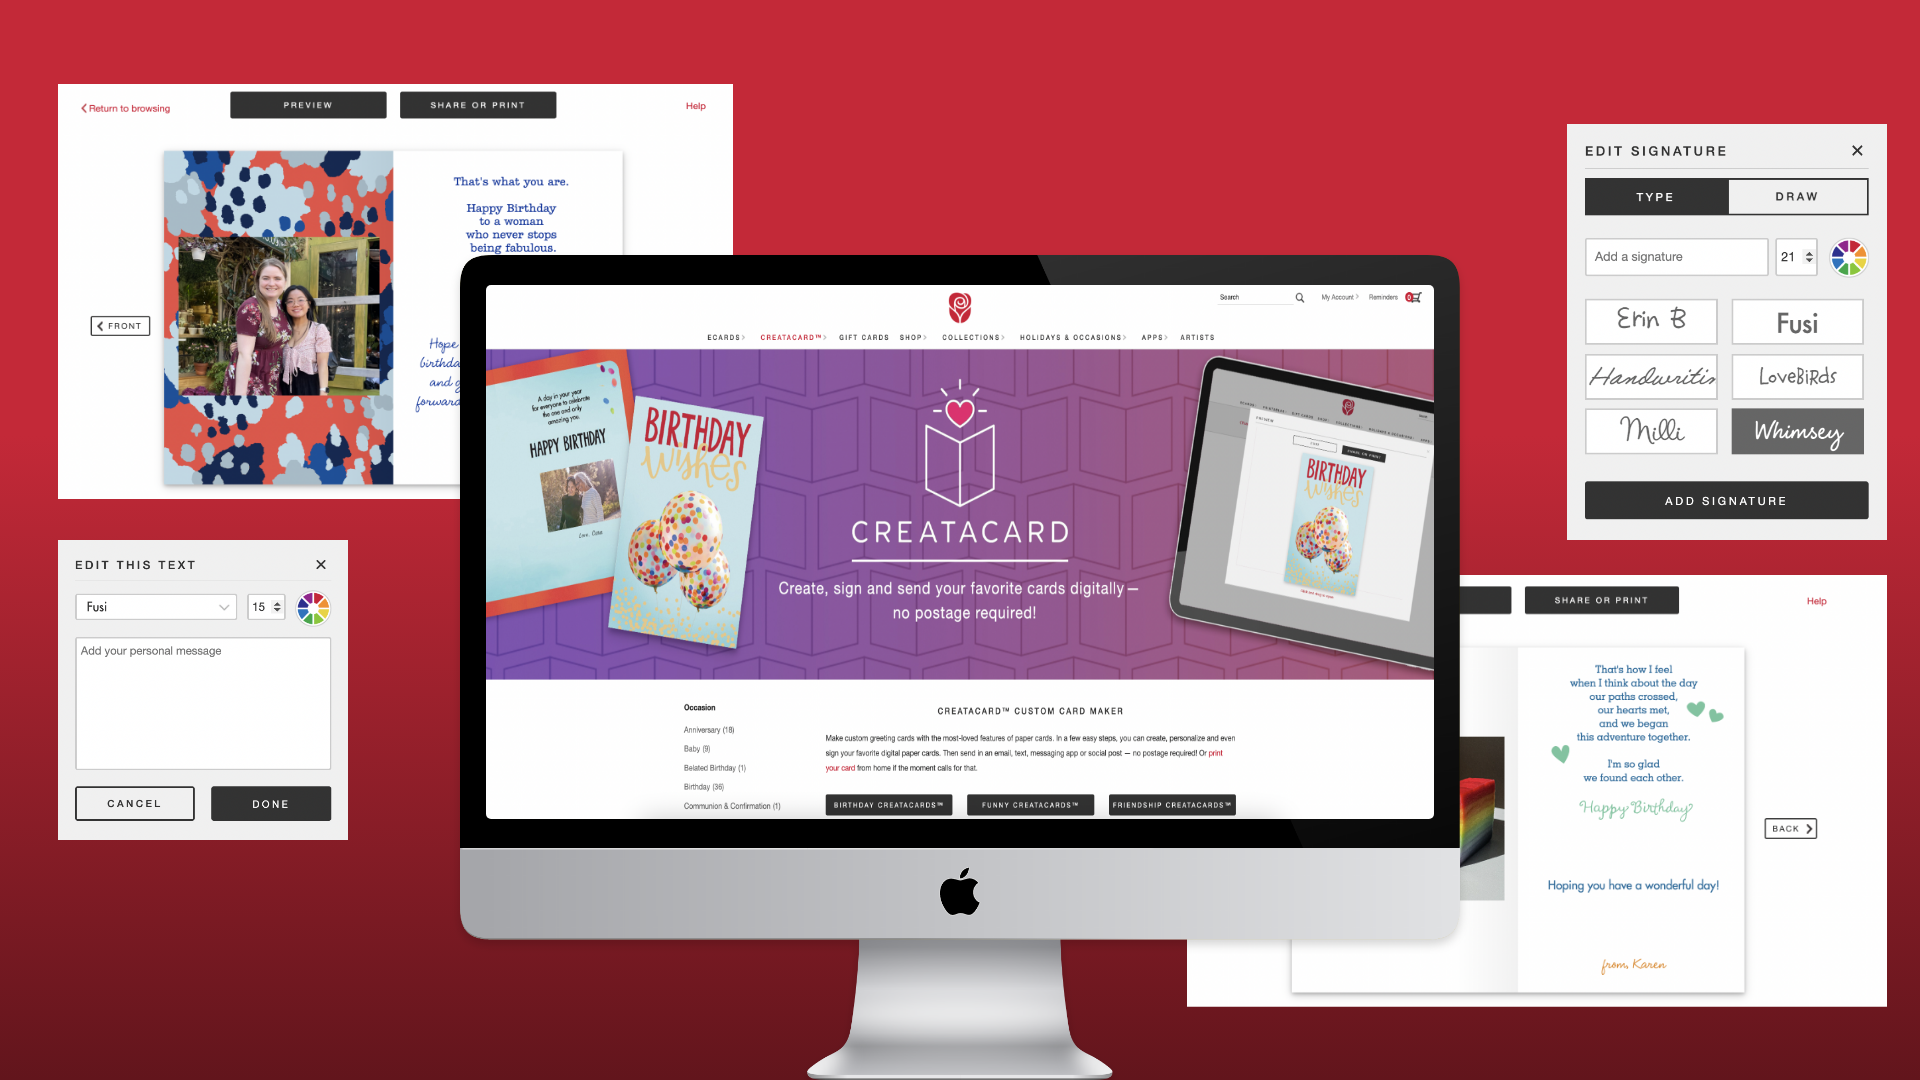 Return to browsing
PREVIEW
SHARE OR PRINT
Help
That's what you are.
Happy Birthday
to a woman
who never stops
being fabulous.
FRONT
Hope
birthda
and g
forward
EDIT SIGNATURE
TYPE
DRAW
Add a signature
21
Erin B
Fusi
Handwritin
LoveBirds
Milli
Whimsey
ADD SIGNATURE
Search
My Account
Reminders
0
ECARDS
CREATACARD™
GIFT CARDS
SHOP
COLLECTIONS
HOLIDAYS & OCCASIONS
APPS
ARTISTS
A day in your year
for everyone to celebrate
the one and only
amazing you.
HAPPY BIRTHDAY
BIRTHDAY
wishes
CREATACARD
Create, sign and send your favorite cards digitally —
no postage required!
BIRTHDAY
wishes
Occasion
Anniversary (18)
Baby (9)
Belated Birthday (1)
Birthday (36)
Communion & Confirmation (1)
CREATACARD™ CUSTOM CARD MAKER
Make custom greeting cards with the most-loved features of paper cards. In a few easy steps, you can create, personalize and even
sign your favorite digital paper cards. Then send in an email, text, messaging app or social post — no postage required! Or print
your card from home if the moment calls for that.
BIRTHDAY CREATACARDS™
FUNNY CREATACARDS™
FRIENDSHIP CREATACARDS™
EDIT THIS TEXT
Fusi
15
Add your personal message
CANCEL
DONE
SHARE OR PRINT
Help
That's how I feel
when I think about the day
our paths crossed,
our hearts met,
and we began
this adventure together.
I'm so glad
we found each other.
Happy Birthday
BACK
Hoping you have a wonderful day!
from, Karen